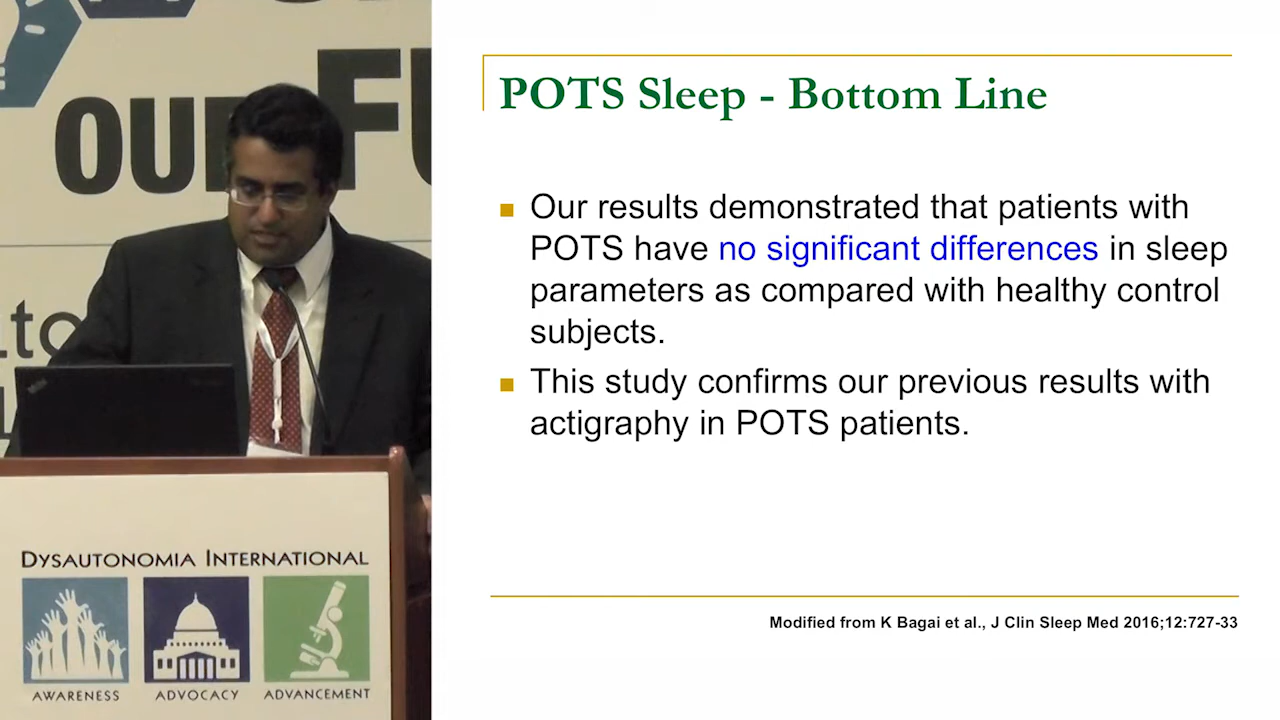 OUR FU
POTS Sleep - Bottom Line
Our results demonstrated that patients with
POTS have no significant differences in sleep
parameters as compared with healthy control
subjects.
This study confirms our previous results with
actigraphy in POTS patients.
Modified from K Bagai et al., J Clin Sleep Med 2016;12:727-33
DYSAUTONOMIA INTERNATIONAL
AWARENESS
ADVOCACY
ADVANCEMENT